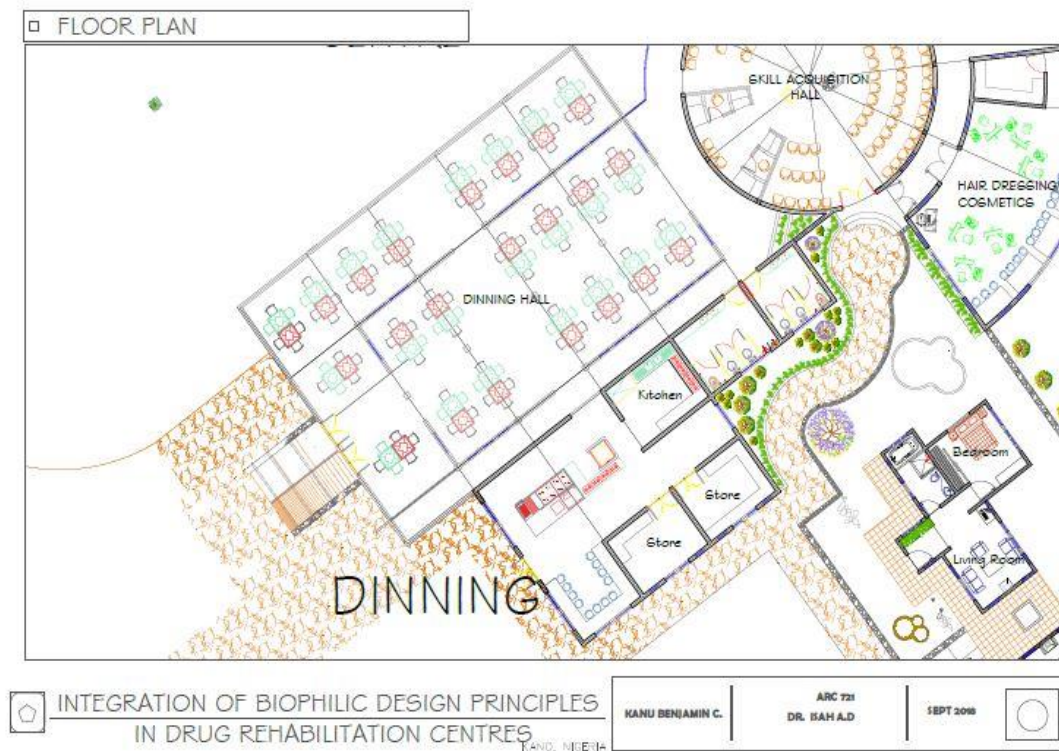 FLOOR PLAN
SKILL ACQUISITION
HALL
HAIR DRESSING
COSMETICS
DINNING HALL
Kitchen
Bedroom
Store
Store
Living Room
DINNING
INTEGRATION OF BIOPHILIC DESIGN PRINCIPLES
IN DRUG REHABILITATION CENTRES
KANO, NIGERIA
KANU BENJAMIN C.
ARC 721
DR. ISAH A.D
SEPT 2018